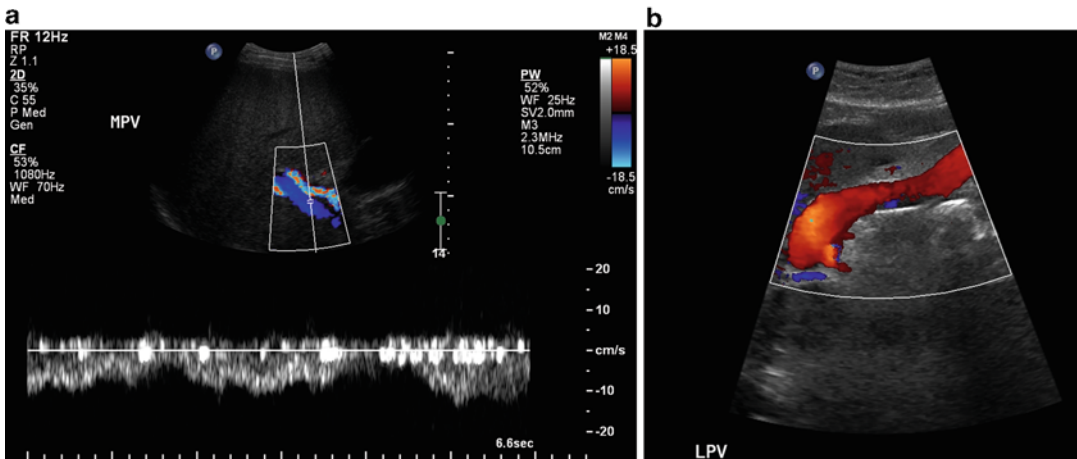 a
FR 12Hz
RP
Z 1.1
2D
35%
C 55
P Med
Gen
CF
53%
1080Hz
WF 70Hz
Med
P
MPV
PW
52%
WF 25Hz
SV2.0mm
M3
2.3MHz
10.5cm
M2 M4
+18.5
-18.5
cm/s
14
20
10
cm/s
-10
-20
6.6sec
b
P
LPV